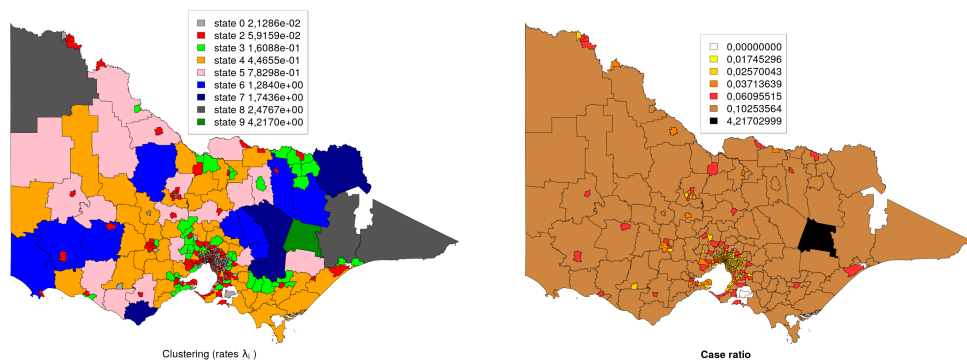 state 0 2,1286e-02
state 2 5,9159e-02
state 3 1,6088e-01
state 4 4,4655e-01
state 5 7,8298e-01
state 6 1,2840e+00
state 7 1,7436e+00
state 8 2,4767e+00
state 9 4,2170e+00
Clustering (rates λᵢ )
0,00000000
0,01745296
0,02570043
0,03713639
0,06095515
0,10253564
4,21702999
Case ratio